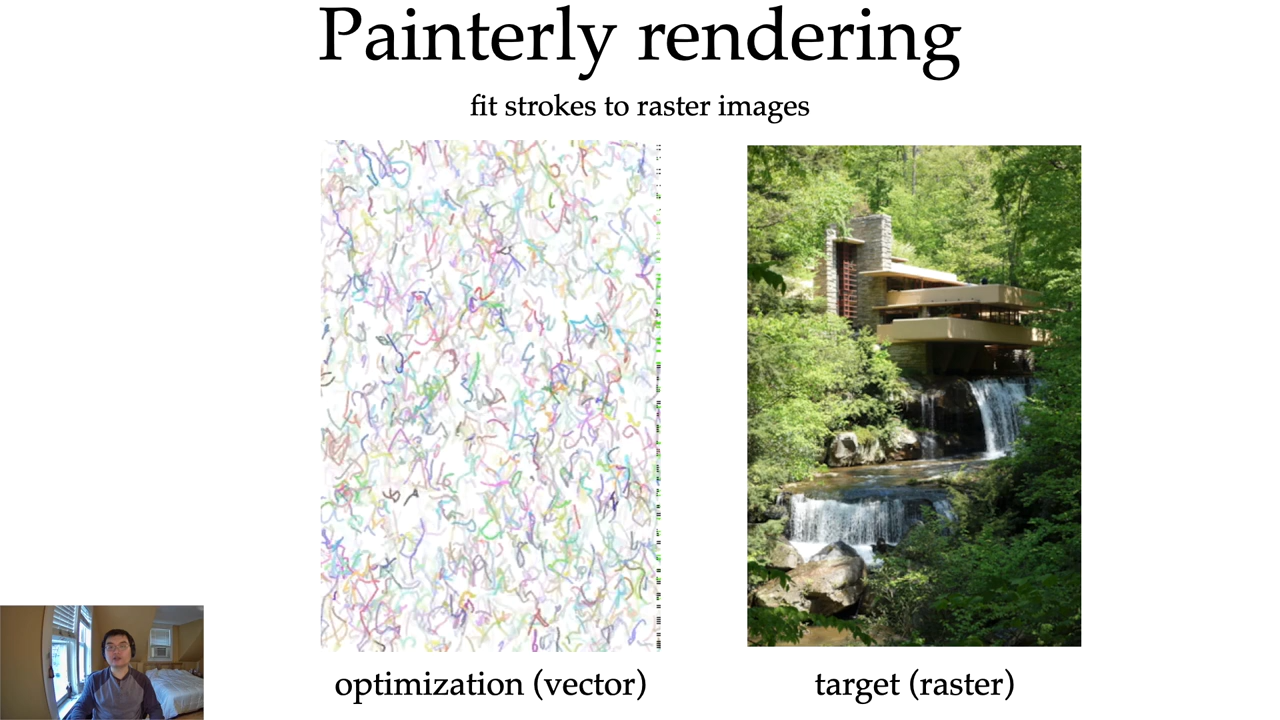 Painterly rendering
fit strokes to raster images
optimization (vector)
target (raster)